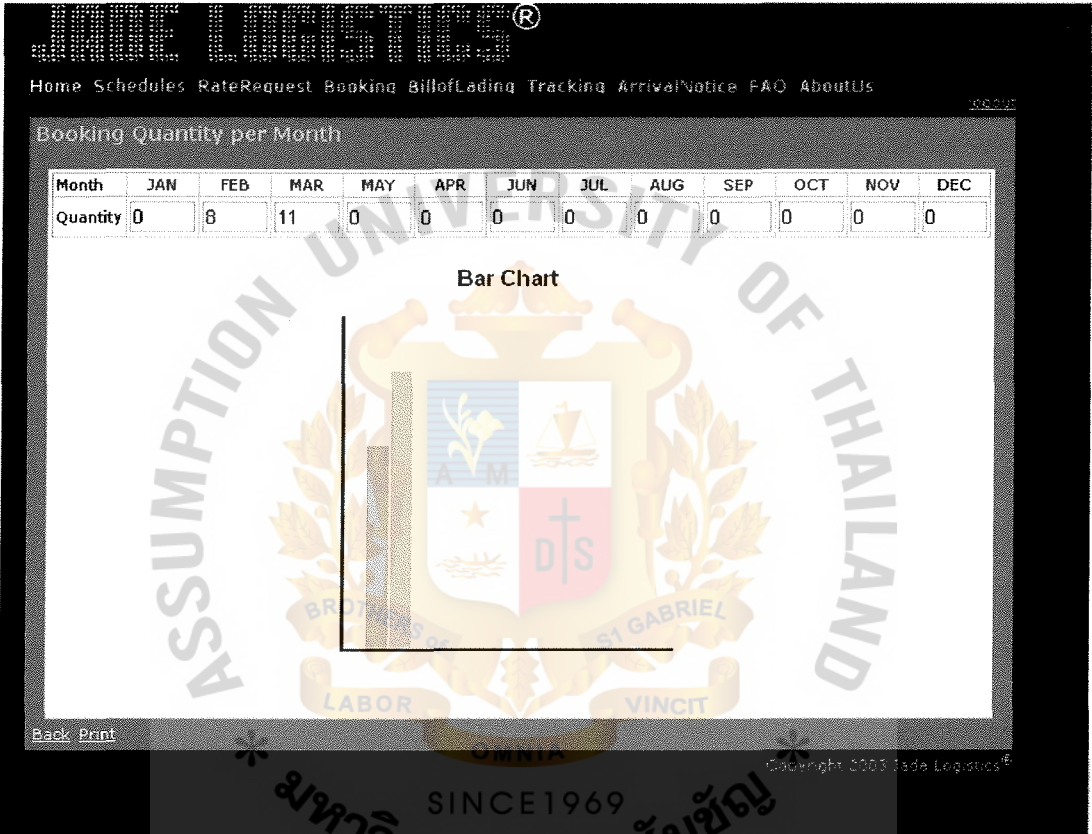 JADE LOGISTICS®
Home Schedules RateRequest Booking BillofLading Tracking ArrivalNotice FAQ AboutUs
Logout
Booking Quantity per Month
Month JAN FEB MAR MAY APR JUN JUL AUG SEP OCT NOV DEC
Quantity 0 8 11 0 0 0 0 0 0 0 0 0
Bar Chart
ASSUMPTION UNIVERSITY OF THAILAND
A M
D S
BROTHERS OF ST GABRIEL
LABOR VINCIT
OMNIA
Back Print
Copyright 2003 Jade Logistics®
SINCE 1969